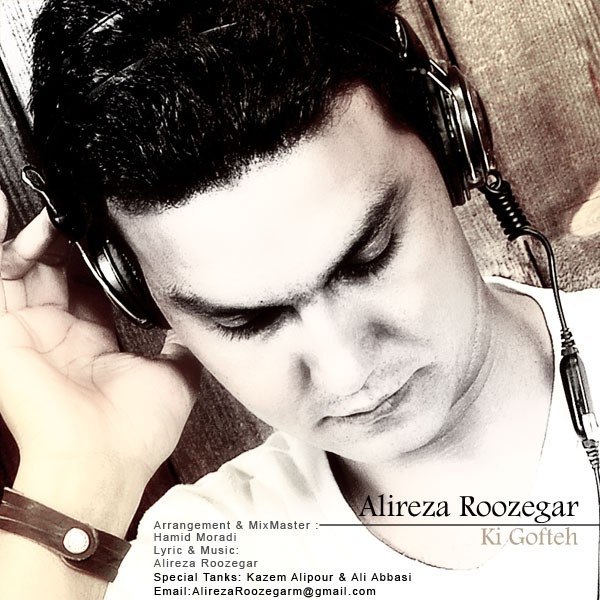 Alireza Roozegar
Ki Gofteh
Arrangement & MixMaster :
Hamid Moradi
Lyric & Music:
Alireza Roozegar
Special Tanks: Kazem Alipour & Ali Abbasi
Email:AlirezaRoozegarm@gmail.com